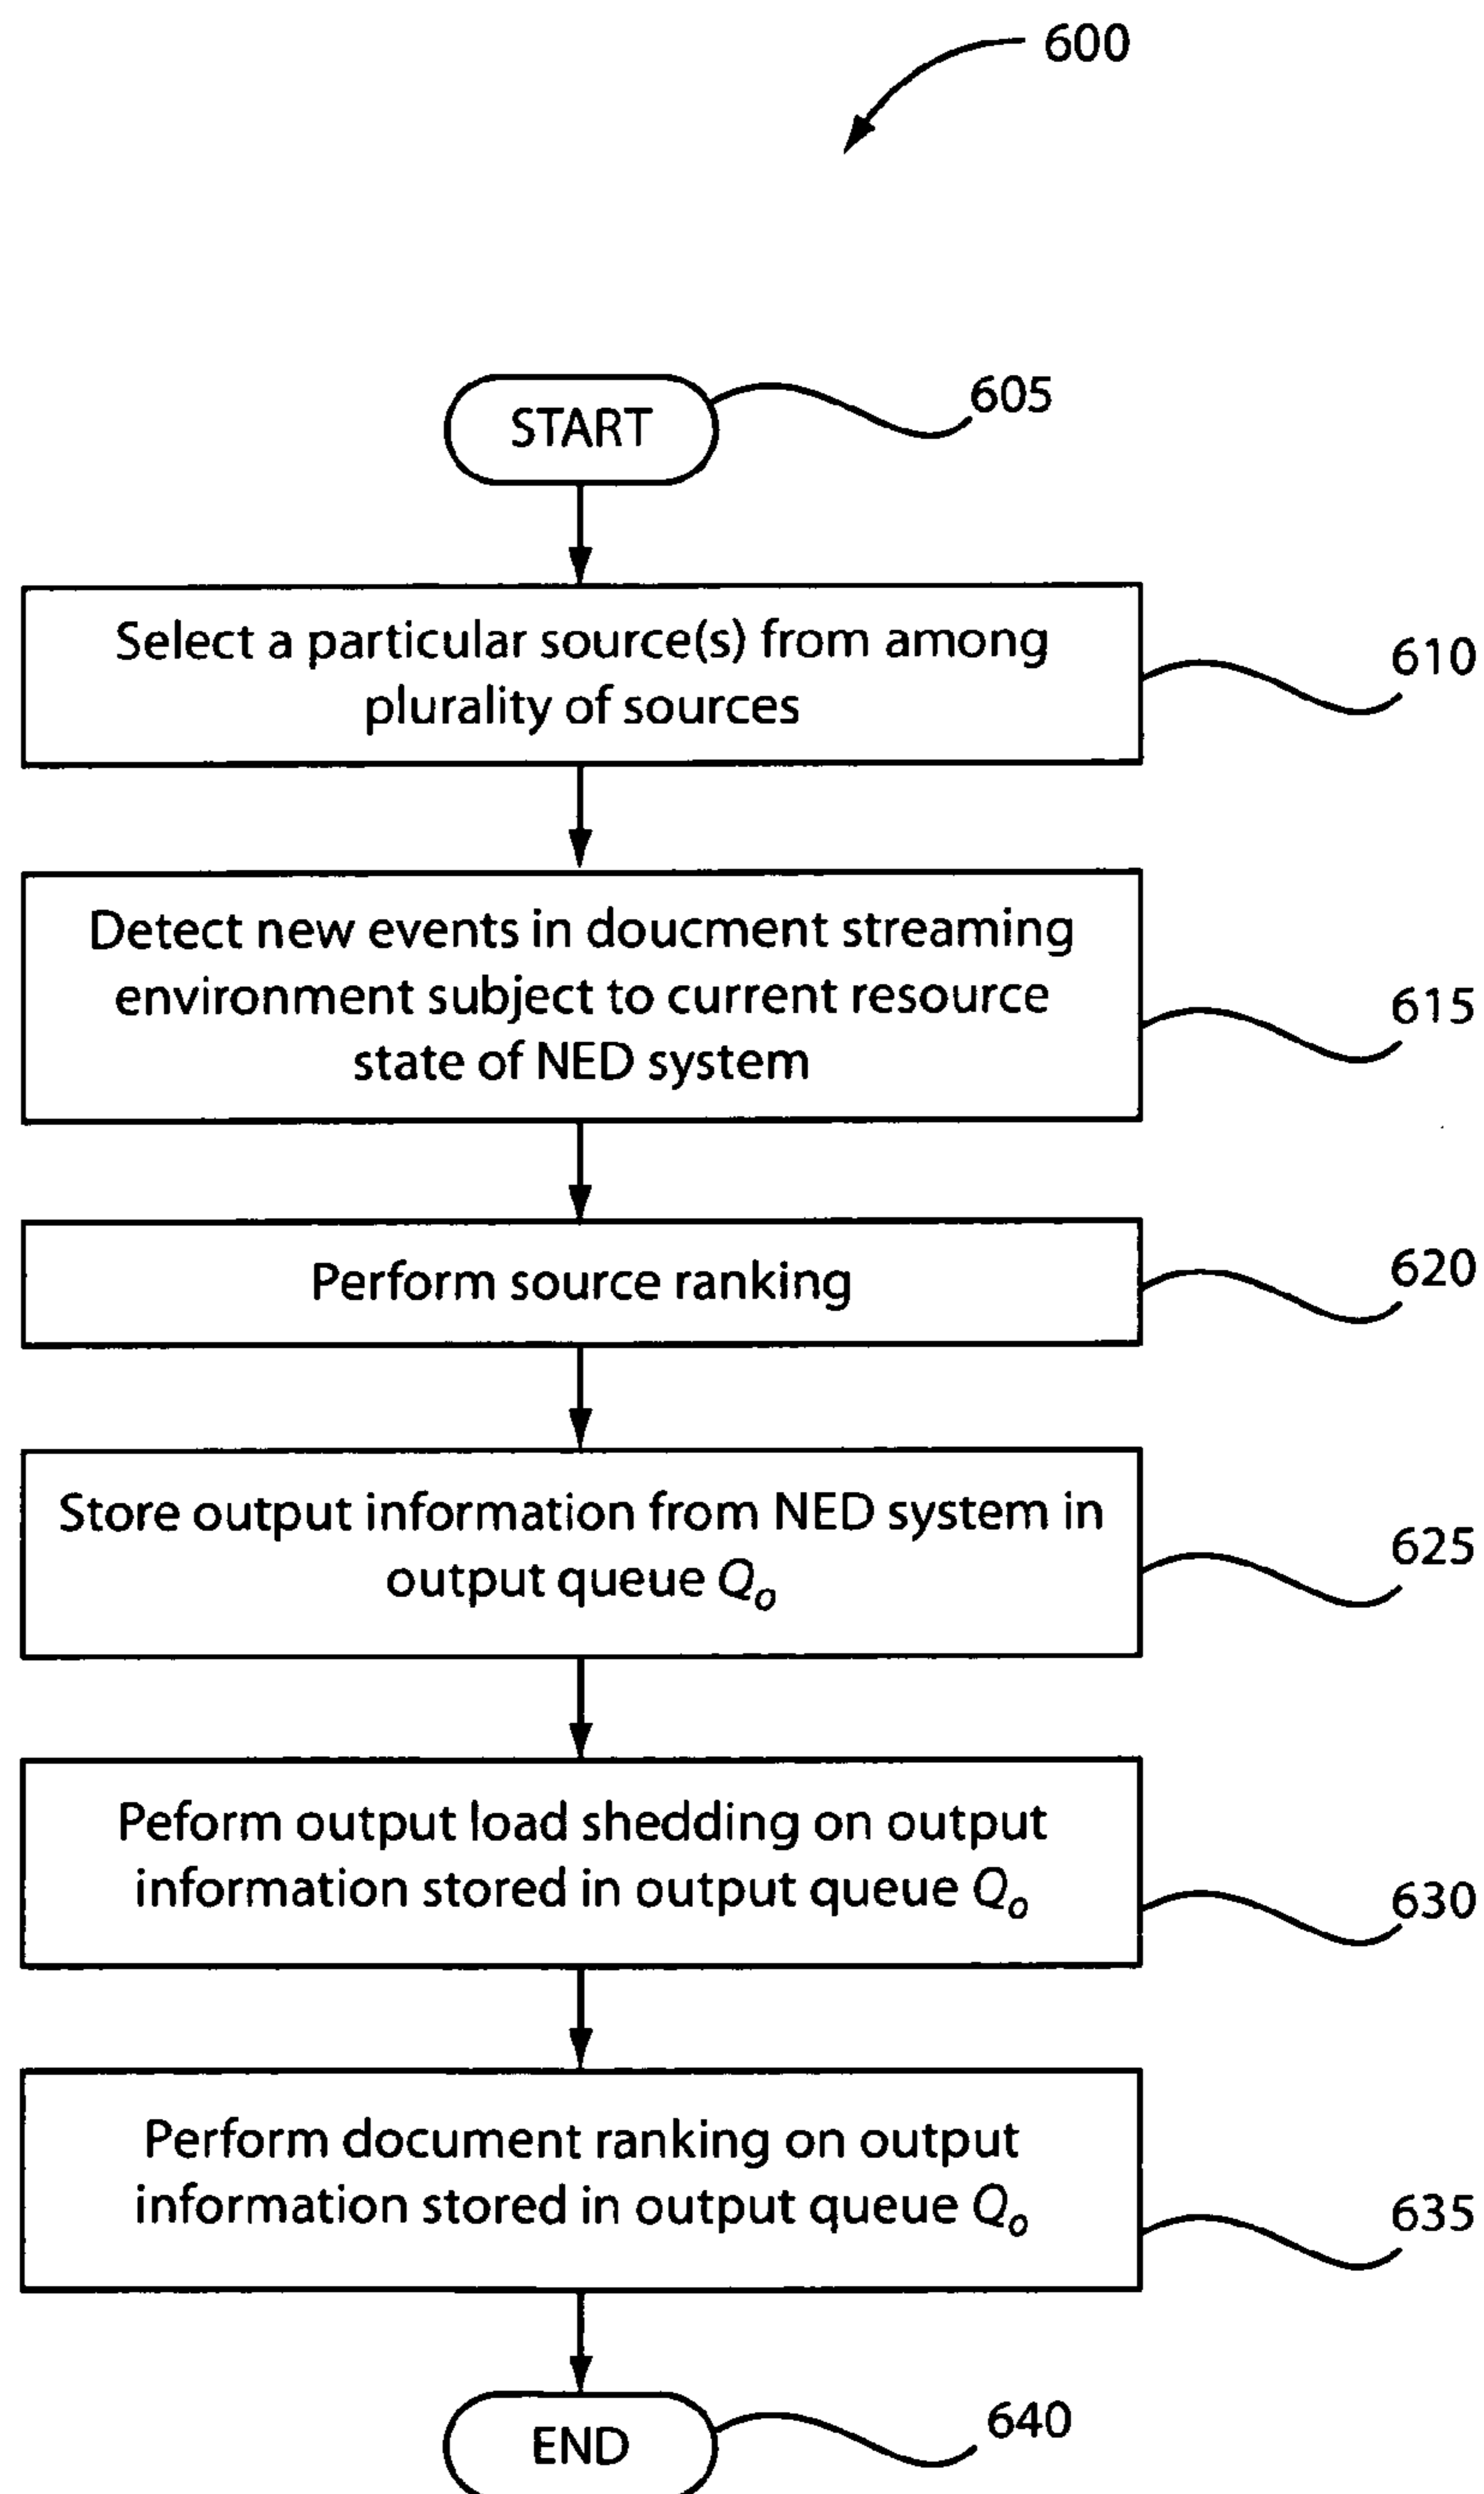 600
START
605
Select a particular source(s) from among
plurality of sources
610
Detect new events in doucment streaming
environment subject to current resource
state of NED system
615
Perform source ranking
620
Store output information from NED system in
output queue Qo
625
Peform output load shedding on output
information stored in output queue Qo
630
Perform document ranking on output
information stored in output queue Qo
635
END
640